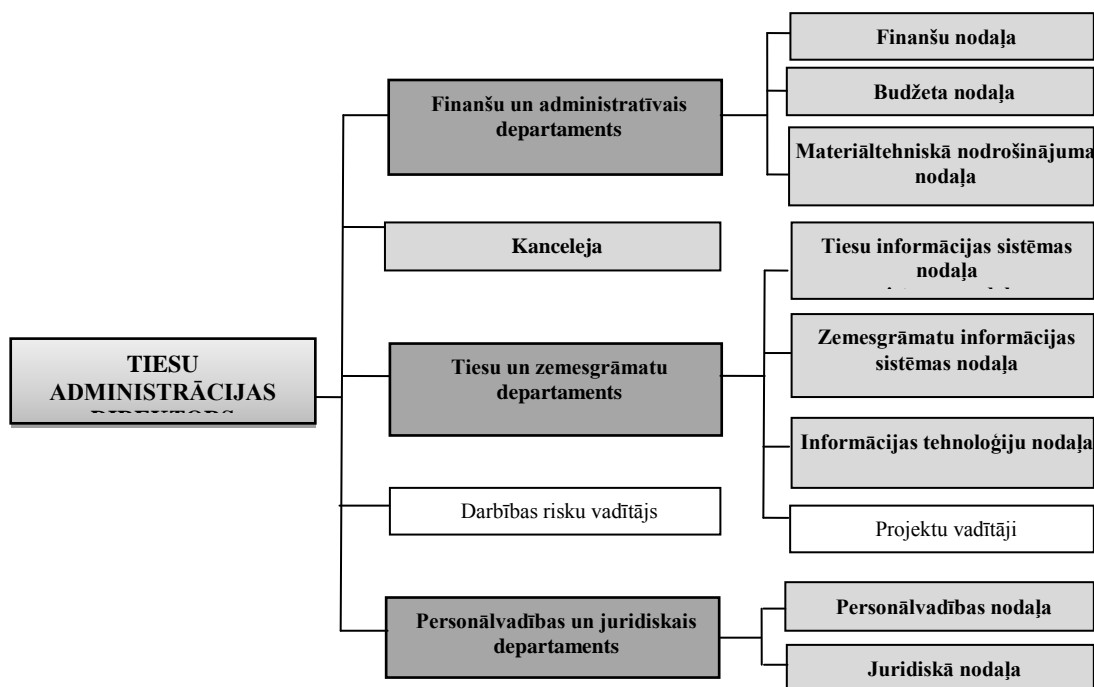 Finanšu nodaļa
Finanšu un administratīvais
departaments
Budžeta nodaļa
Materiāltehniskā nodrošinājuma
nodaļa
Kanceleja
Tiesu informācijas sistēmas
nodaļa
TIESU
ADMINISTRĀCIJAS
DIREKTORS
Tiesu un zemesgrāmatu
departaments
Zemesgrāmatu informācijas
sistēmas nodaļa
Informācijas tehnoloģiju nodaļa
Darbības risku vadītājs
Projektu vadītāji
Personālvadības un juridiskais
departaments
Personālvadības nodaļa
Juridiskā nodaļa